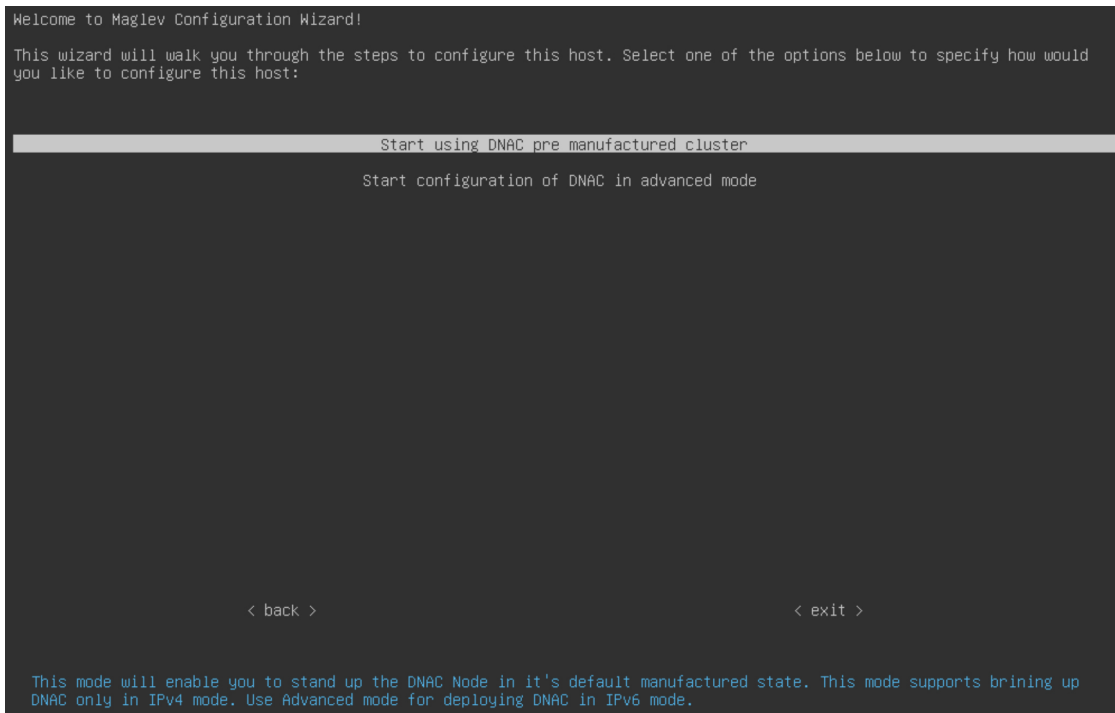 Welcome to Maglev Configuration Wizard!
This wizard will walk you through the steps to configure this host. Select one of the options below to specify how would
you like to configure this host:
Start using DNAC pre manufactured cluster
Start configuration of DNAC in advanced mode
< back >
< exit >
This mode will enable you to stand up the DNAC Node in it's default manufactured state. This mode supports brining up
DNAC only in IPv4 mode. Use Advanced mode for deploying DNAC in IPv6 mode.